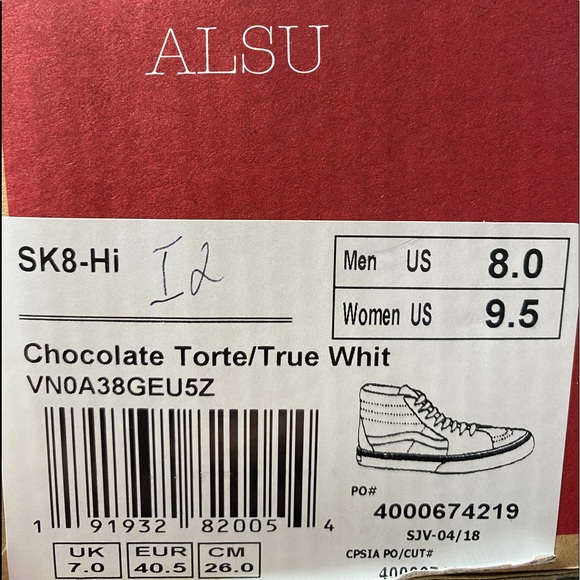 ALSU
SK8-Hi I2
Men US 8.0
Women US 9.5
Chocolate Torte/True Whit
VN0A38GEU5Z
1 91932 82005 4
PO#
4000674219
SJV-04/18
CPSIA PO/CUT#
UK EUR CM
7.0 40.5 26.0